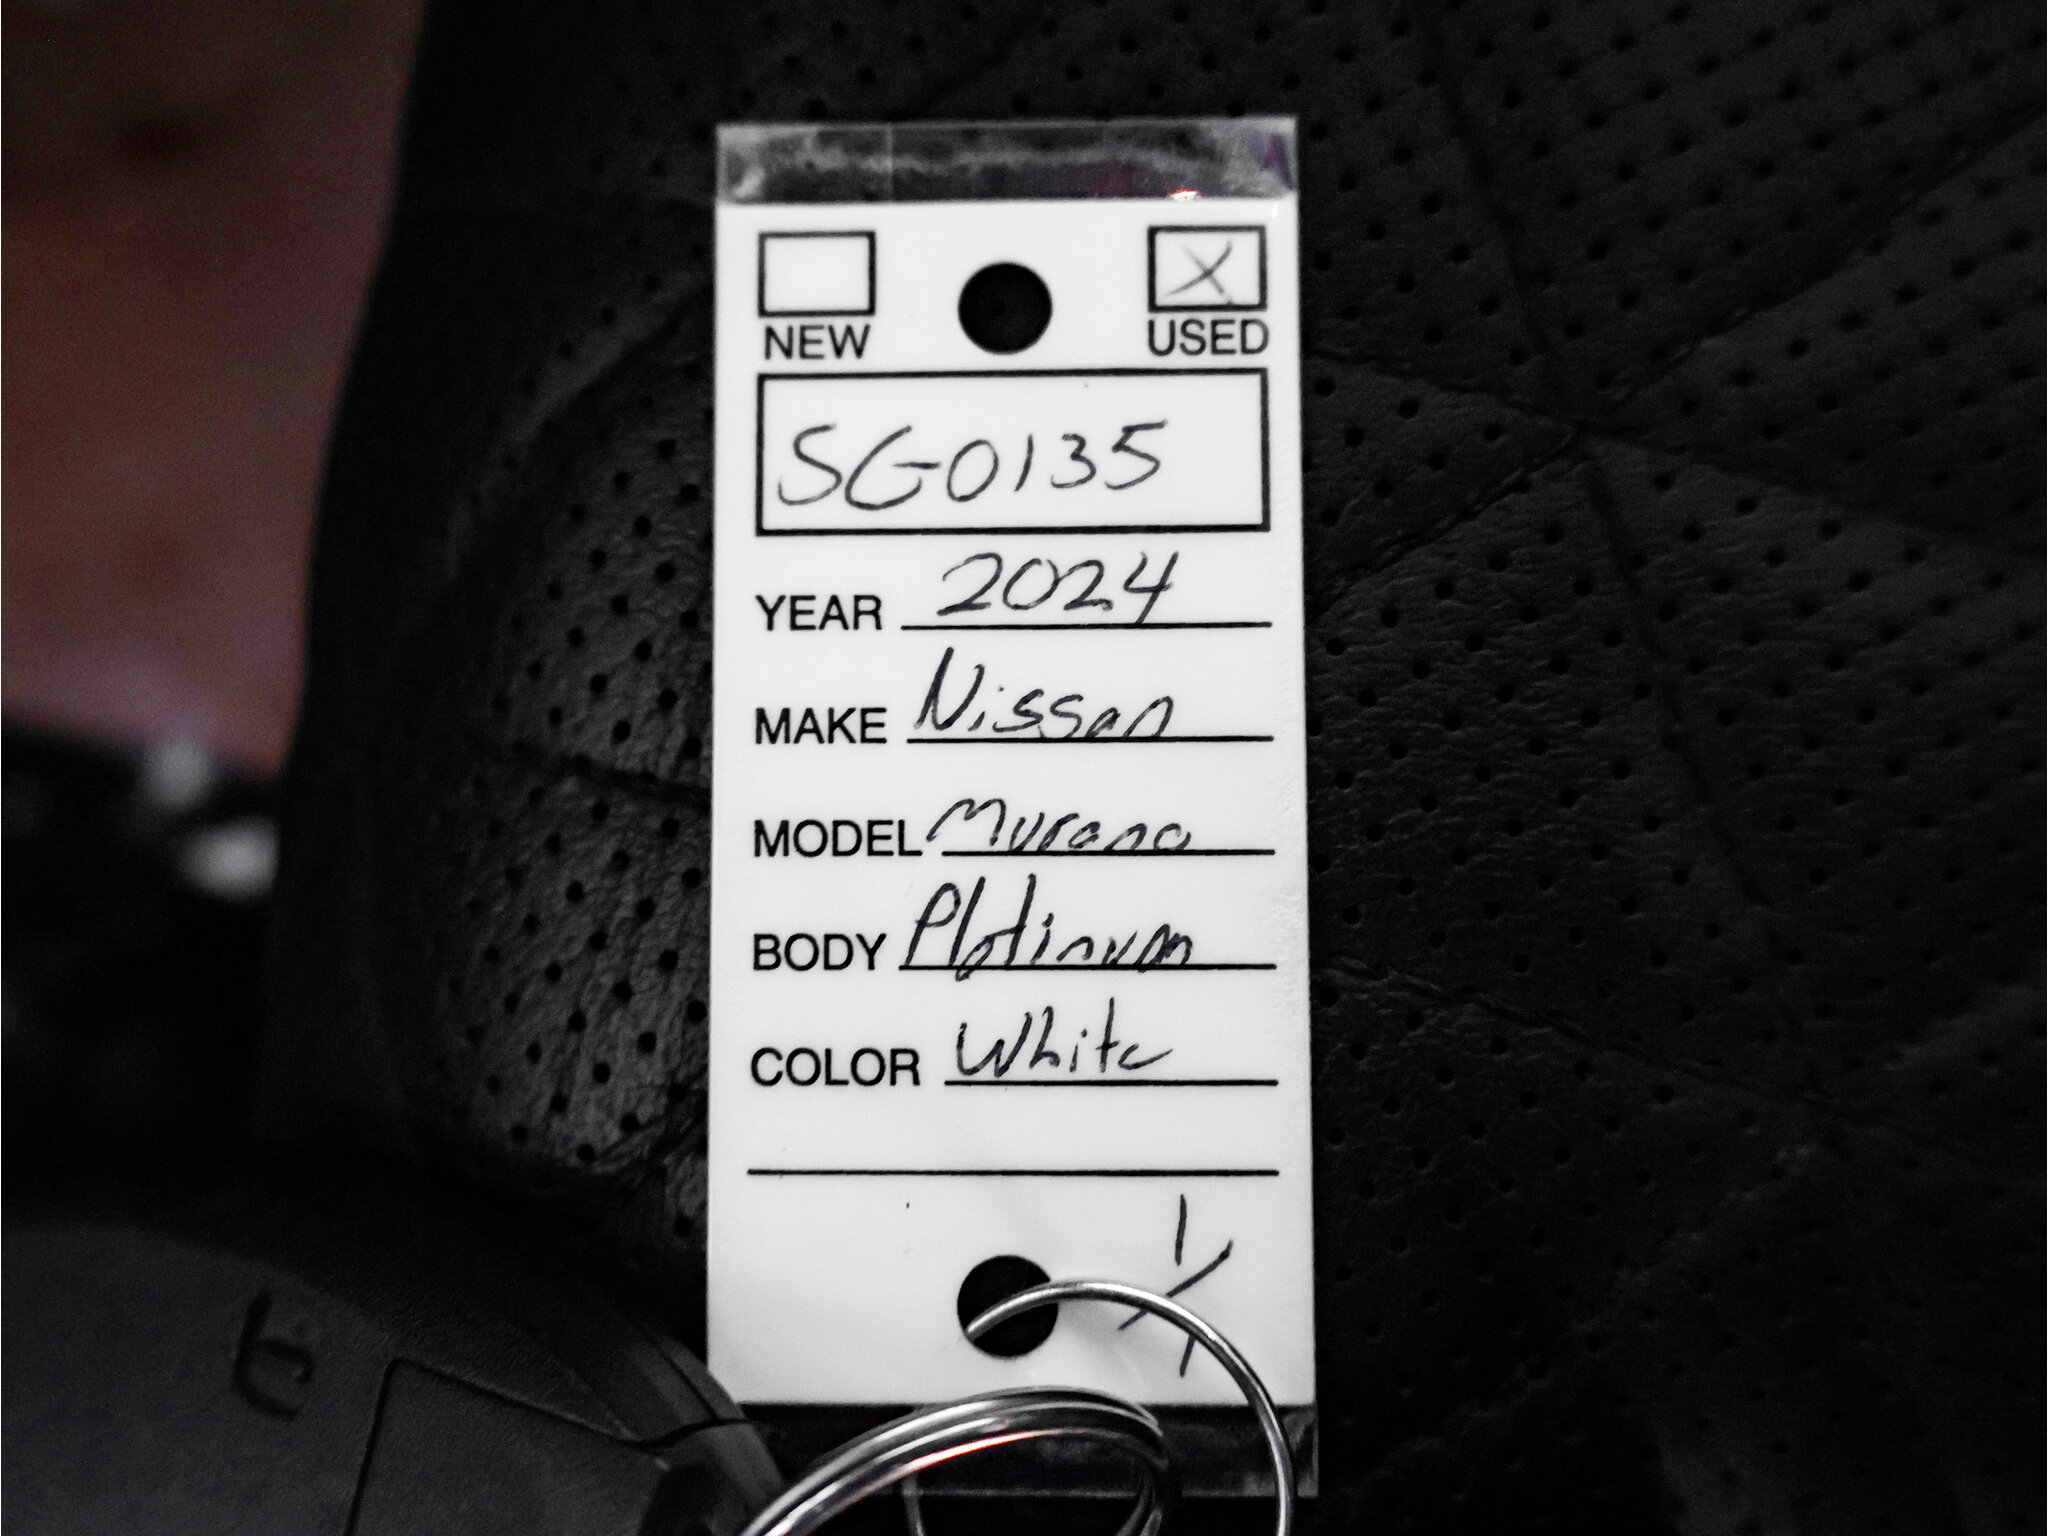 X
NEW USED
SG0135
YEAR 2024
MAKE Nissan
MODEL Murano
BODY Platinum
COLOR White
1/1